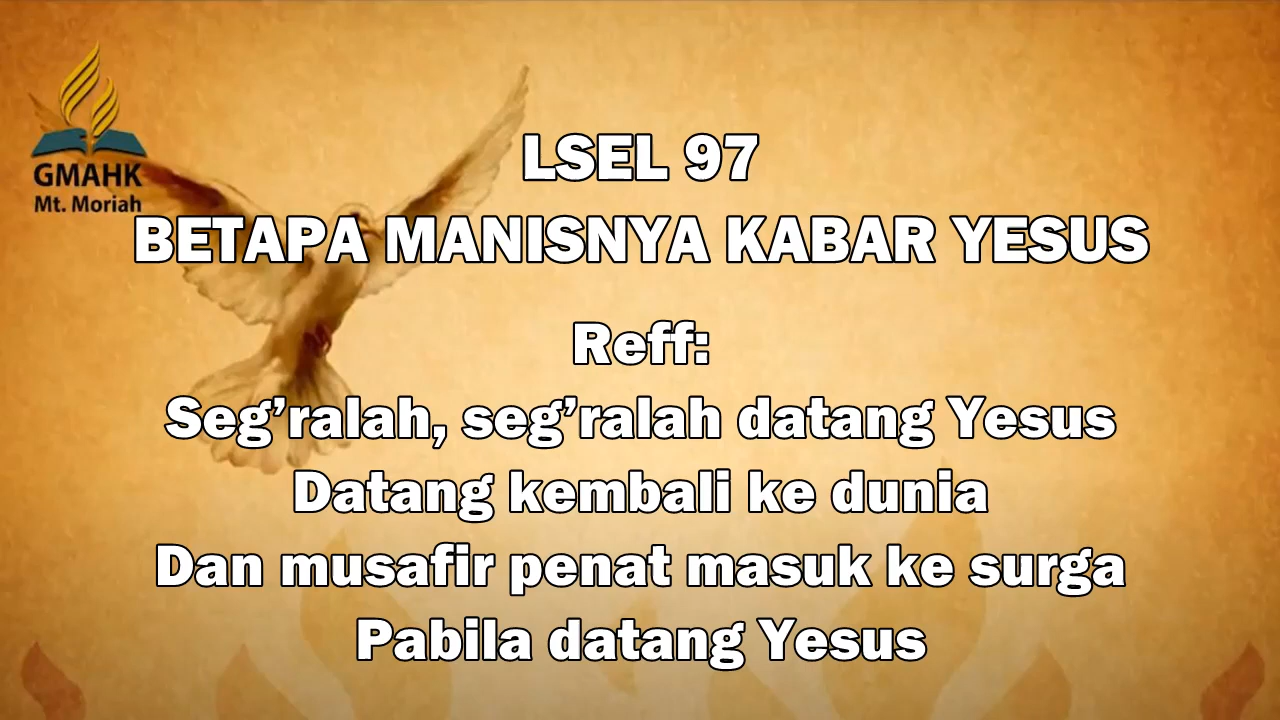 GMAHK
Mt. Moriah
LSEL 97
BETAPA MANISNYA KABAR YESUS
Reff:
Seg’ralah, seg’ralah datang Yesus
Datang kembali ke dunia
Dan musafir penat masuk ke surga
Pabila datang Yesus